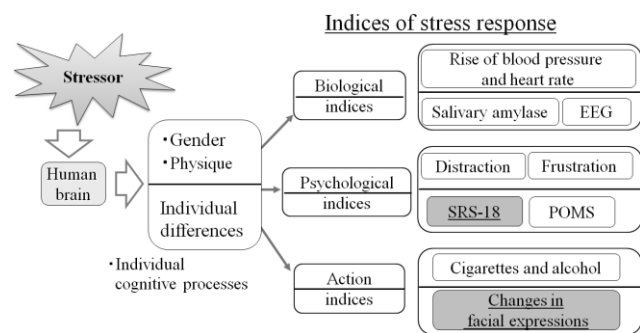 Indices of stress response
Stressor
Human
brain
・Gender
・Physique
Individual
differences
・Individual
cognitive processes
Biological
indices
Rise of blood pressure
and heart rate
Salivary amylase
EEG
Psychological
indices
Distraction
Frustration
SRS-18
POMS
Action
indices
Cigarettes and alcohol
Changes in
facial expressions